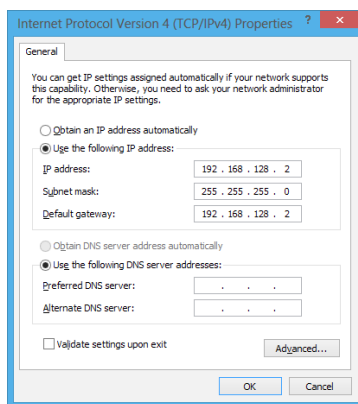 Internet Protocol Version 4 (TCP/IPv4) Properties ? ×
General
You can get IP settings assigned automatically if your network supports
this capability. Otherwise, you need to ask your network administrator
for the appropriate IP settings.
Obtain an IP address automatically
Use the following IP address:
IP address: 192 . 168 . 128 . 2
Subnet mask: 255 . 255 . 255 . 0
Default gateway: 192 . 168 . 128 . 2
Obtain DNS server address automatically
Use the following DNS server addresses:
Preferred DNS server: . . .
Alternate DNS server: . . .
Validate settings upon exit
Advanced...
OK Cancel